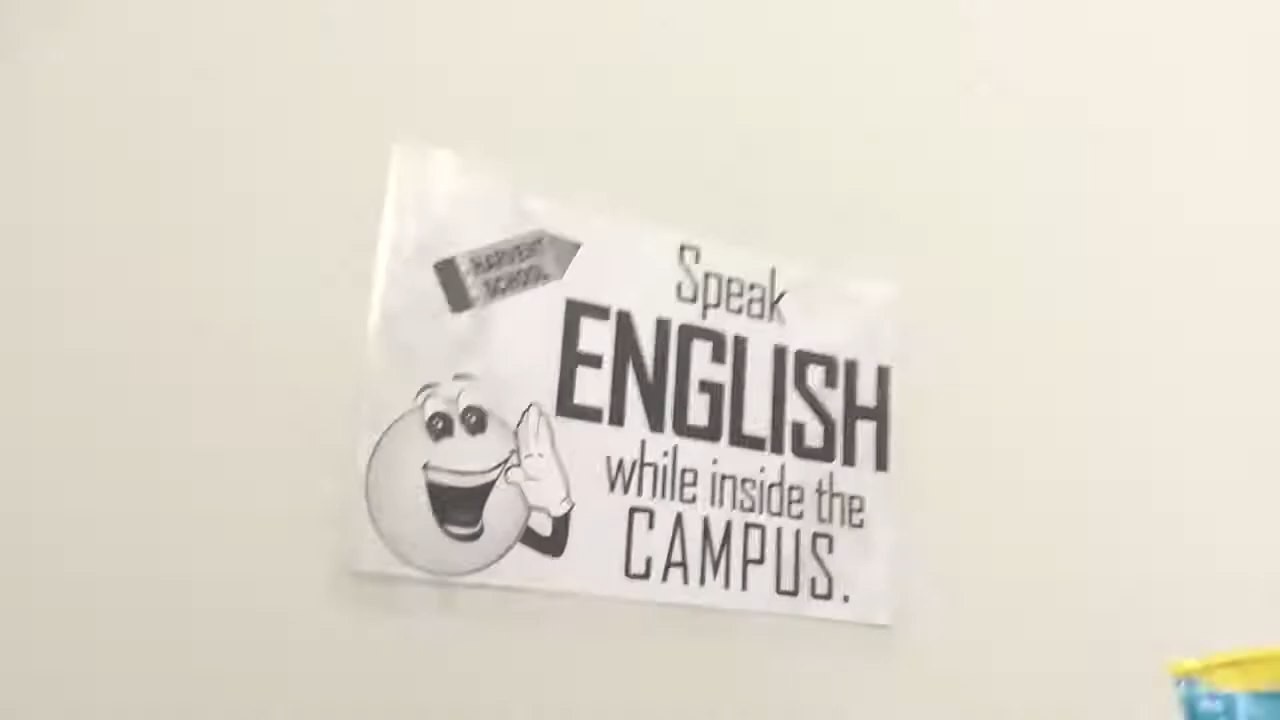 HARVEST
SCHOOL
Speak
ENGLISH
while inside the
CAMPUS.